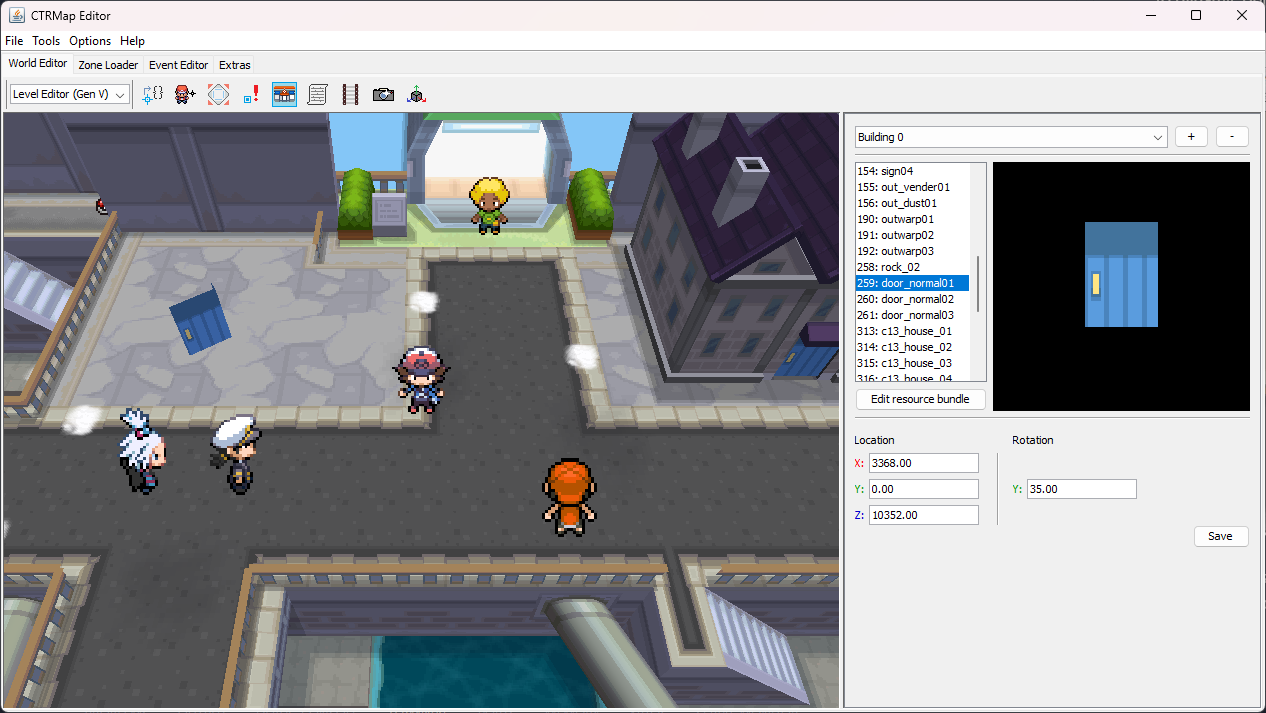 CTRMap Editor
File Tools Options Help
World Editor Zone Loader Event Editor Extras
Level Editor (Gen V)
Building 0
+
-
154: sign04
155: out_vender01
156: out_dust01
190: outwarp01
191: outwarp02
192: outwarp03
258: rock_02
259: door_normal01
260: door_normal02
261: door_normal03
313: c13_house_01
314: c13_house_02
315: c13_house_03
316: c13_house_04
Edit resource bundle
Location
Rotation
X: 3368.00
Y: 0.00
Y: 35.00
Z: 10352.00
Save